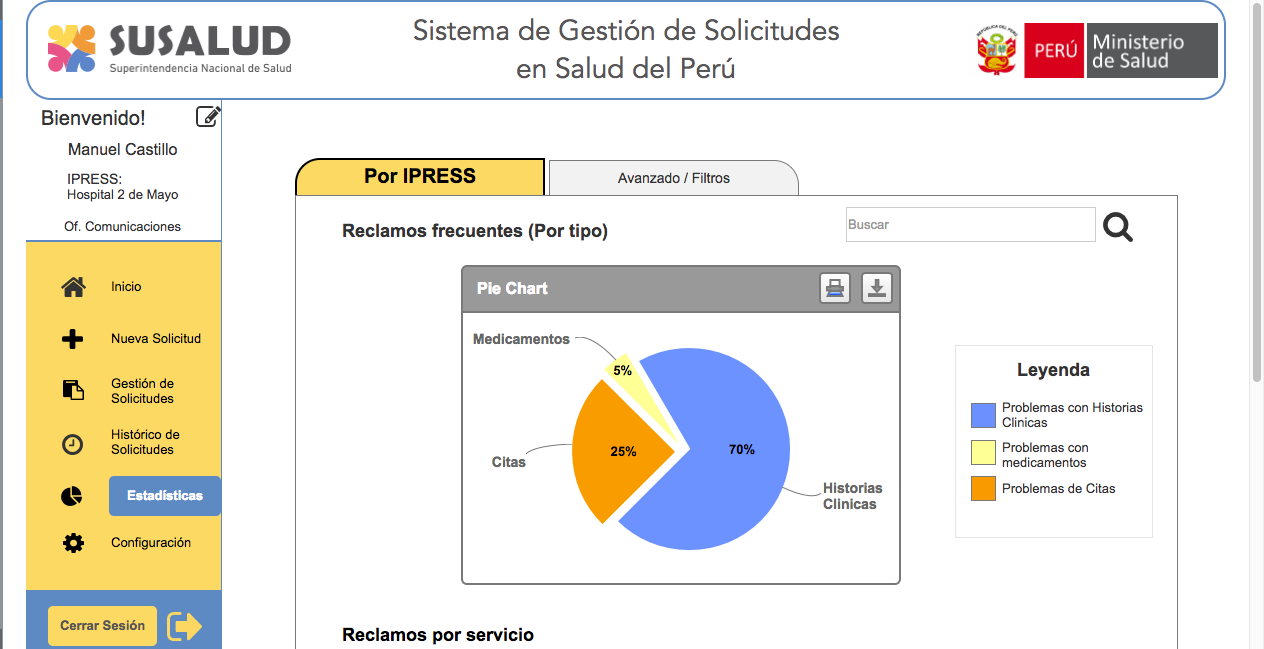 SUSALUD
Superintendencia Nacional de Salud
Sistema de Gestión de Solicitudes
en Salud del Perú
REPUBLICA DEL PERU
PERÚ
Ministerio
de Salud
Bienvenido!
Manuel Castillo
IPRESS:
Hospital 2 de Mayo
Of. Comunicaciones
Inicio
Nueva Solicitud
Gestión de
Solicitudes
Histórico de
Solicitudes
Estadísticas
Configuración
Cerrar Sesión
Por IPRESS
Avanzado / Filtros
Reclamos frecuentes (Por tipo)
Buscar
Pie Chart
Medicamentos
5%
Citas
25%
70%
Historias
Clinicas
Leyenda
Problemas con Historias
Clinicas
Problemas con
medicamentos
Problemas de Citas
Reclamos por servicio